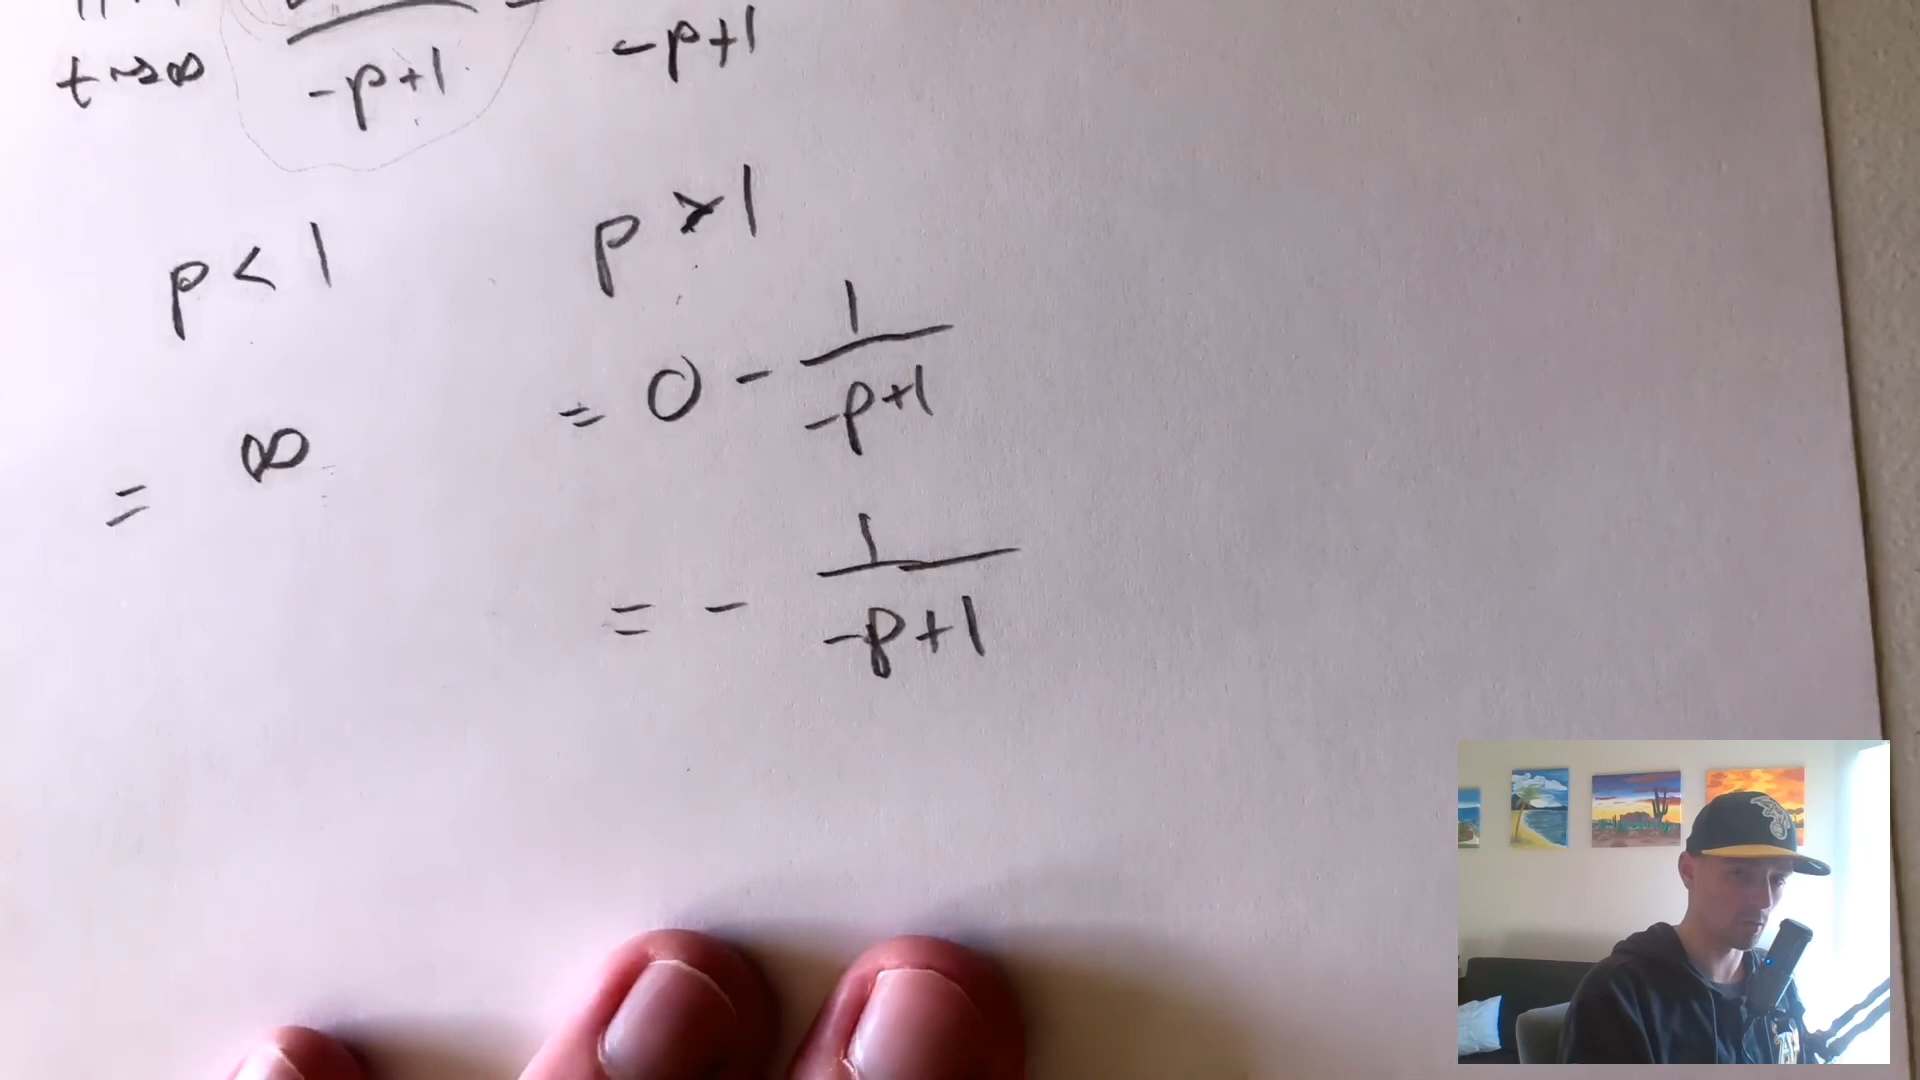 t→∞ -p+1 -p+1
p < 1 p > 1
= ∞ = 0 - 1/-p+1
= - 1/-p+1